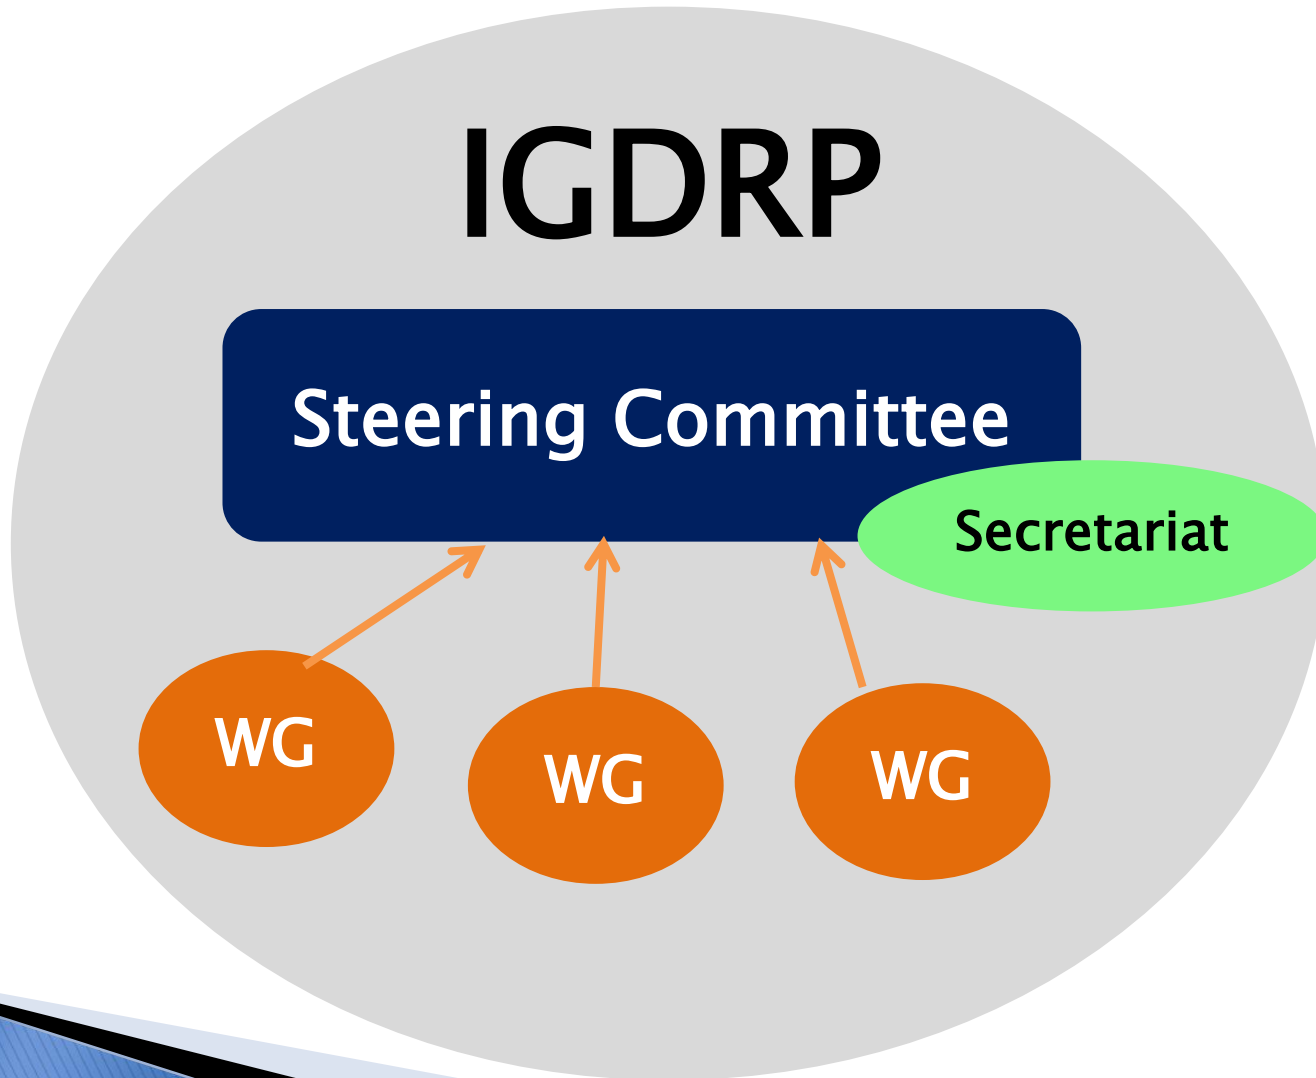 IGDRP
Steering Committee
Secretariat
WG
WG
WG